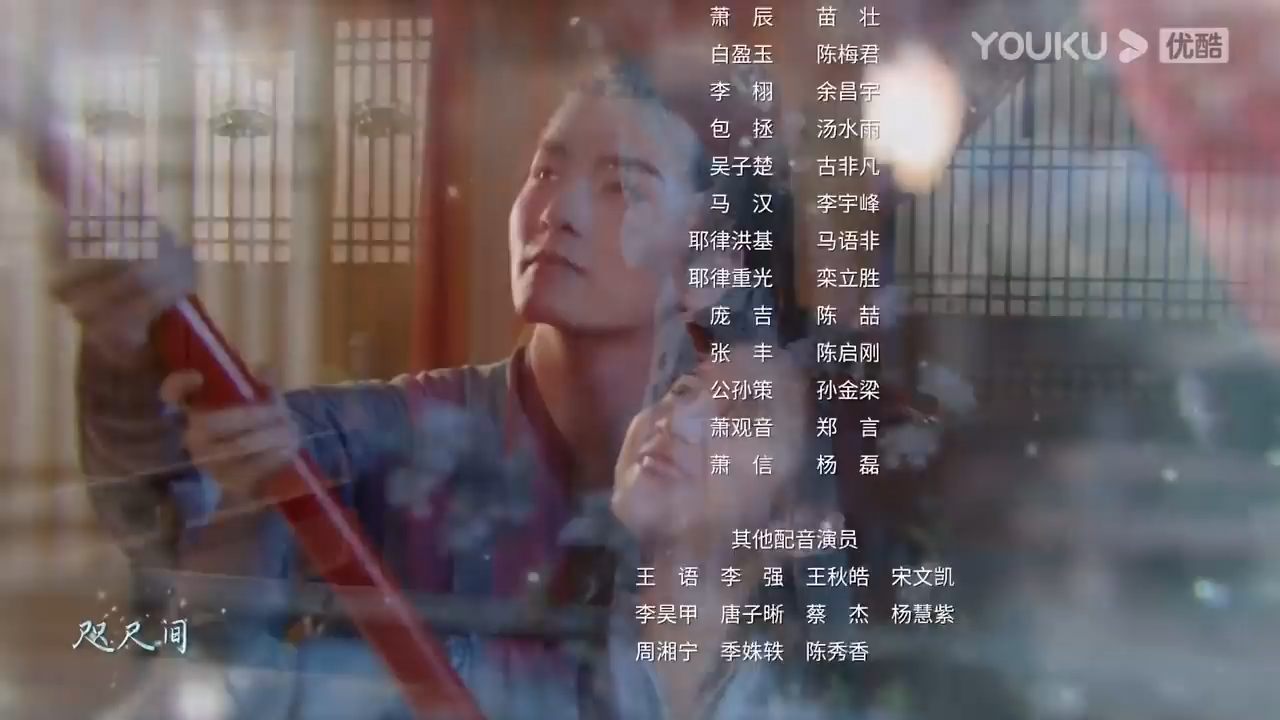 萧 辰 苗 壮
YOUKU 优酷
白盈玉 陈梅君
李 栩 余昌宇
包 拯 汤水雨
吴子楚 古非凡
马 汉 李宇峰
耶律洪基 马语非
耶律重光 栾立胜
庞 吉 陈 喆
张 丰 陈启刚
公孙策 孙金梁
萧观音 郑 言
萧 信 杨 磊
其他配音演员
王 语 李 强 王秋皓 宋文凯
李昊甲 唐子晰 蔡 杰 杨慧紫
周湘宁 季姝轶 陈秀香
咫尺间